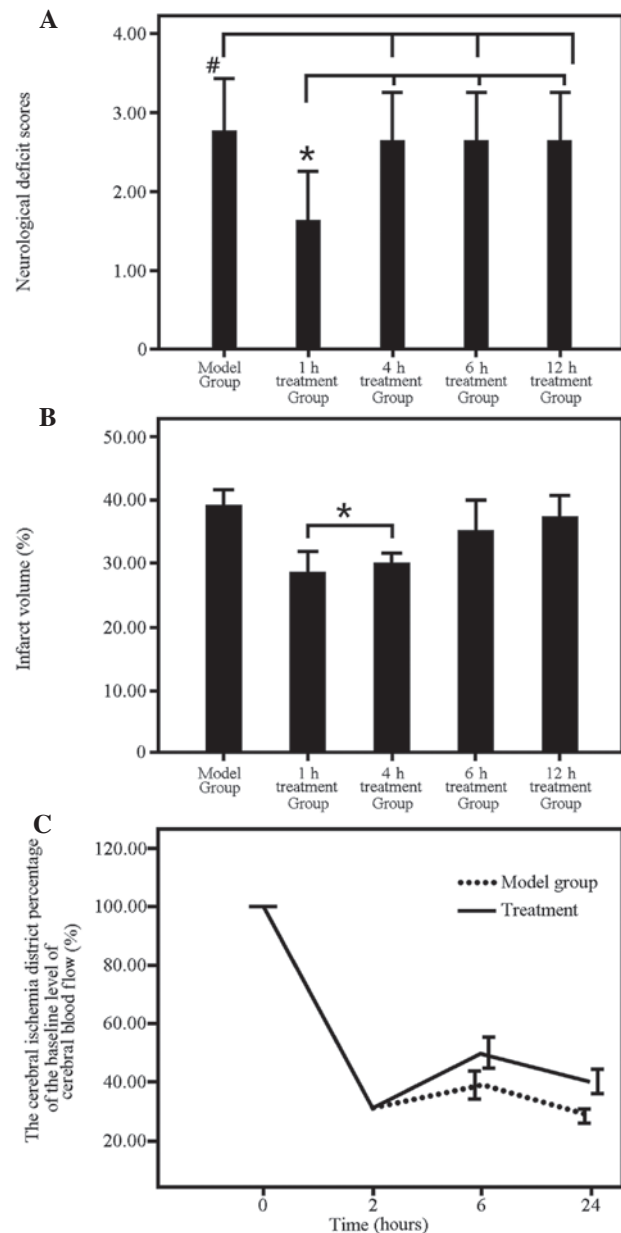 A
Neurological deficit scores
4.00
3.00
2.00
1.00
0
#
*
Model
Group
1 h
treatment
Group
4 h
treatment
Group
6 h
treatment
Group
12 h
treatment
Group
B
Infarct volume (%)
50.00
40.00
30.00
20.00
10.00
0
*
Model
Group
1 h
treatment
Group
4 h
treatment
Group
6 h
treatment
Group
12 h
treatment
Group
C
The cerebral ischemia district percentage
of the baseline level of
cerebral blood flow (%)
120.00
100.00
80.00
60.00
40.00
20.00
Model group
Treatment
0
2
6
24
Time (hours)